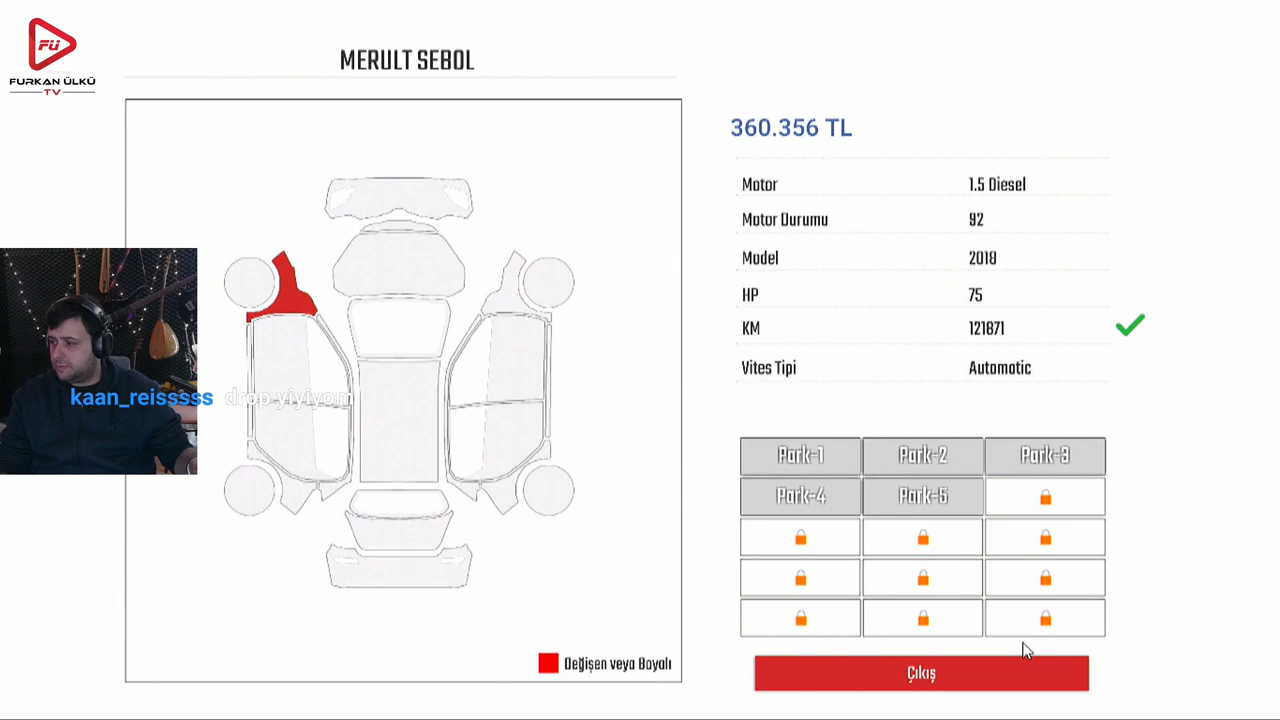 FU
FURKAN ÜLKÜ
TV
MERULT SEBOL
360.356 TL
Motor 1.5 Diesel
Motor Durumu 92
Model 2018
HP 75
KM 121871
Vites Tipi Automatic
kaan_reisssss drop yiyiyom
Park-1 Park-2 Park-3
Park-4 Park-5
Değişen veya Boyalı
Çıkış